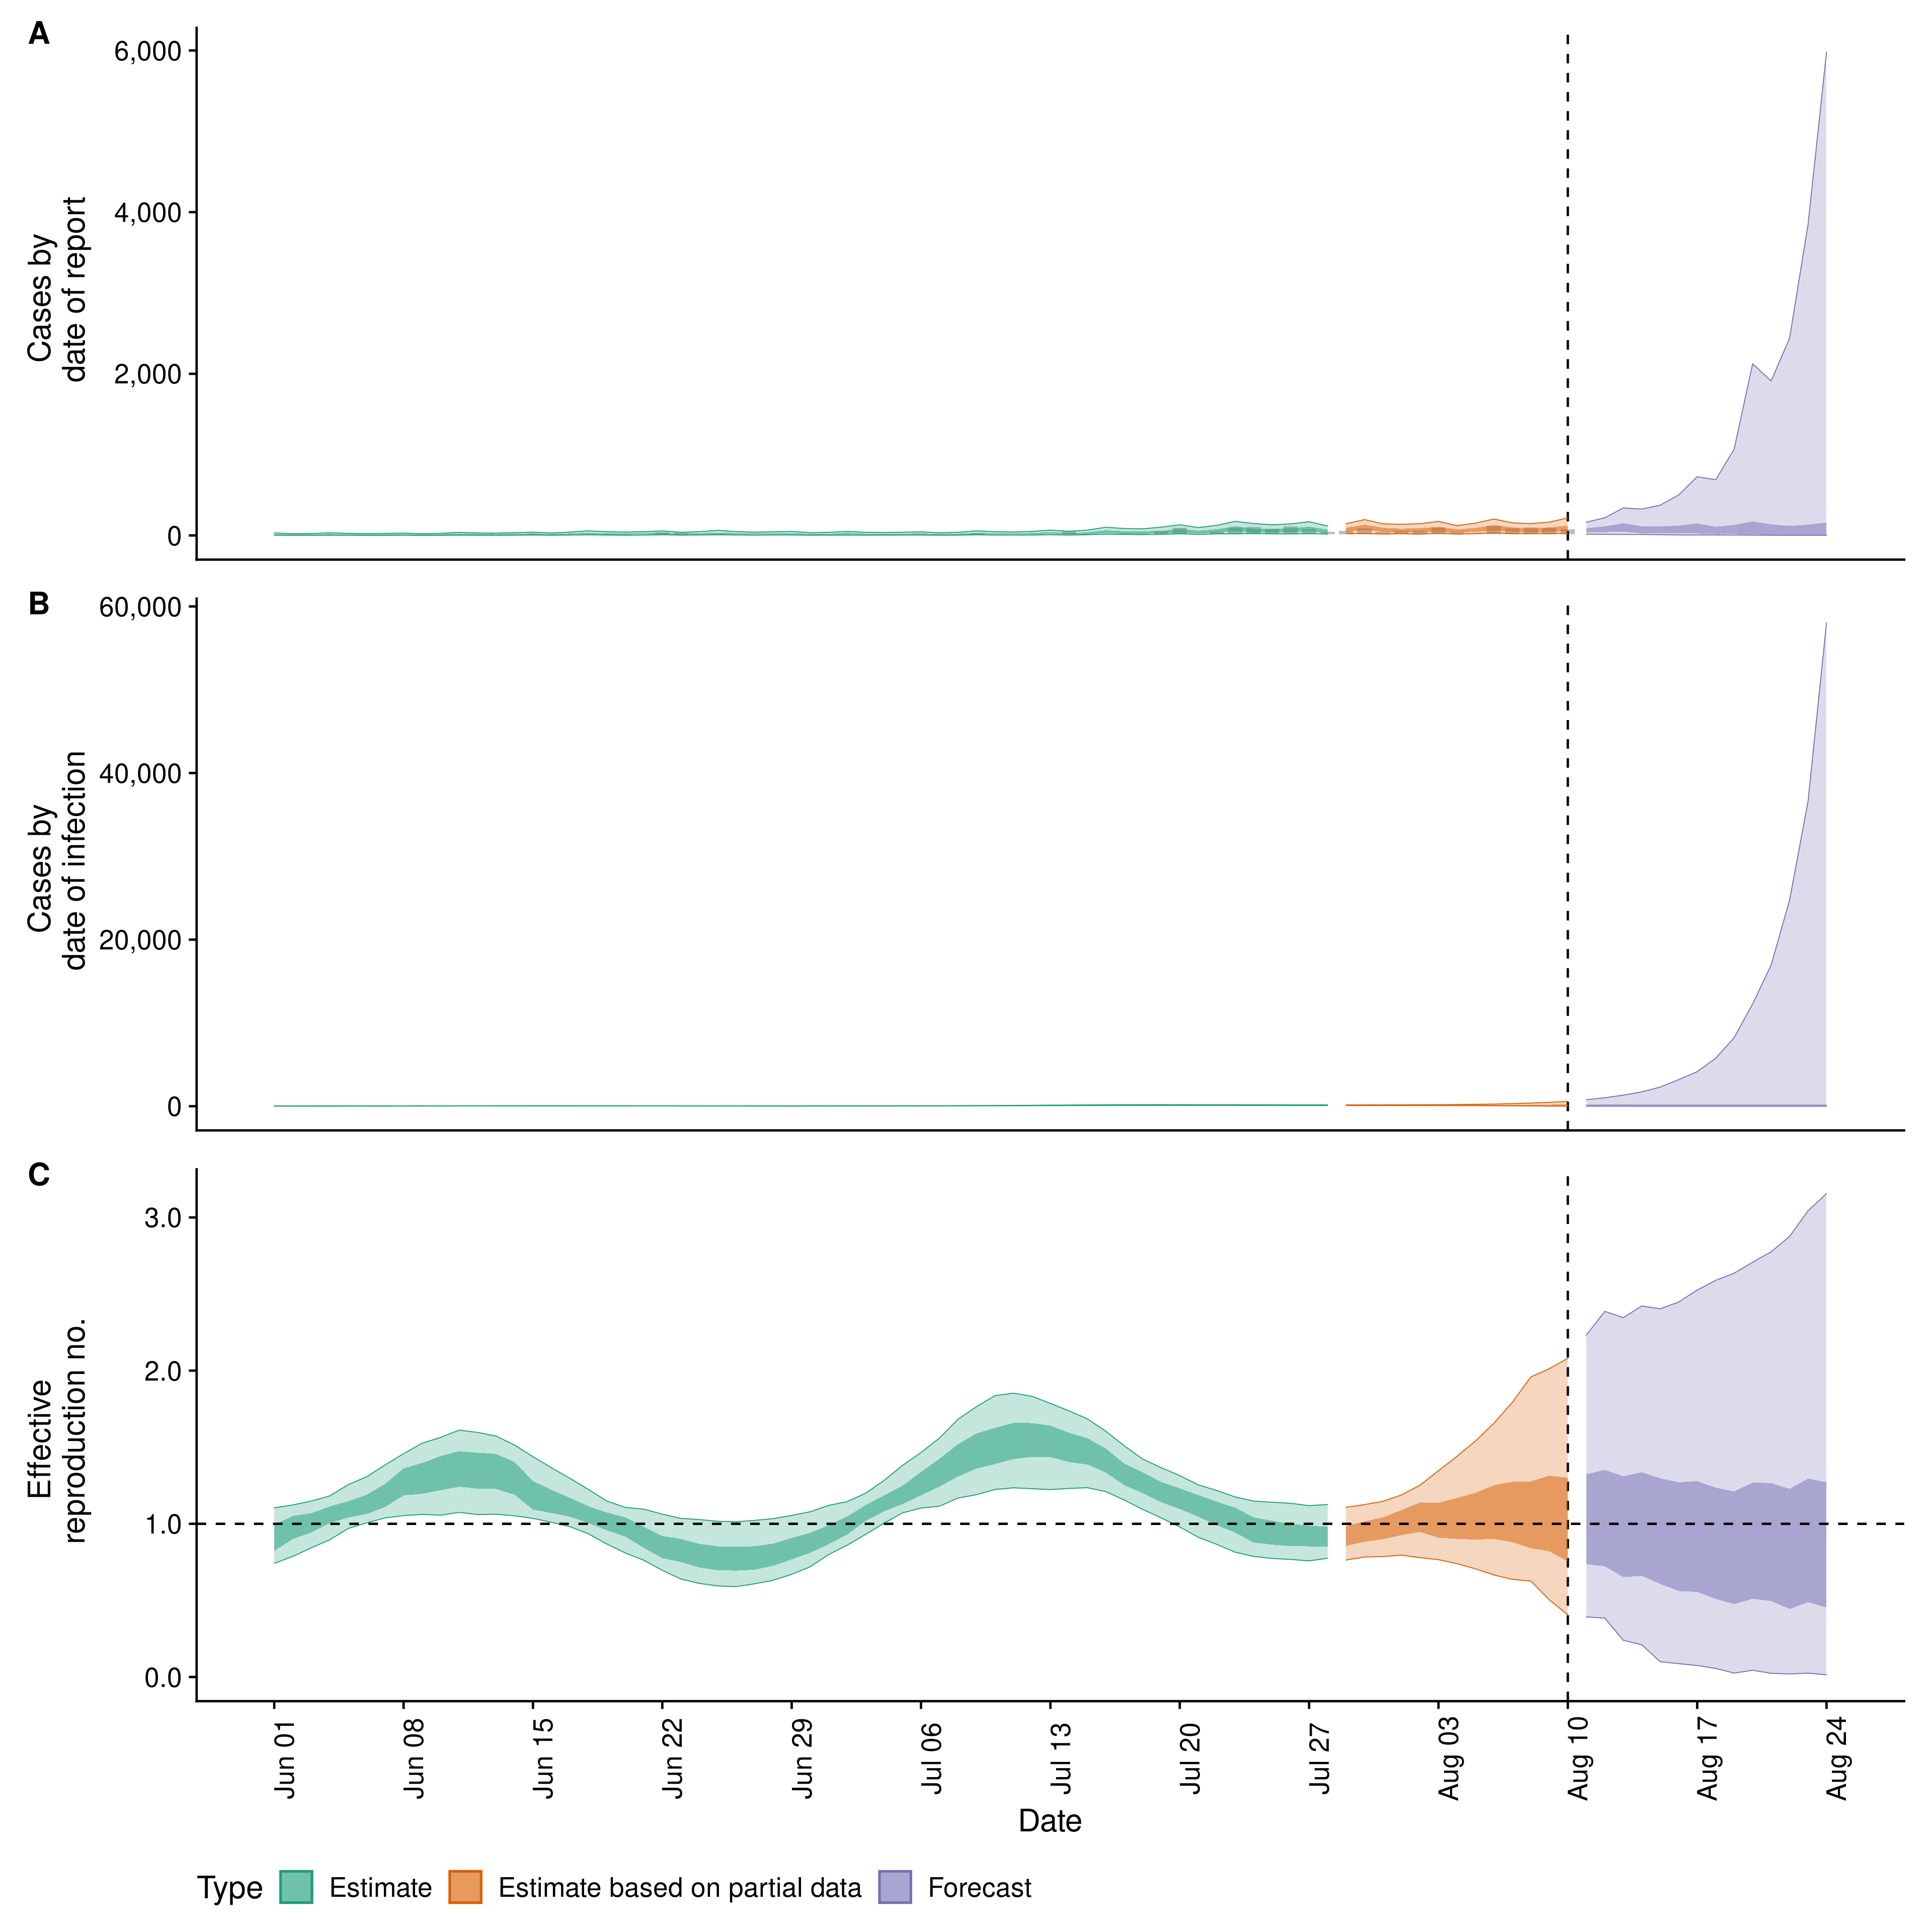 A
Cases by
date of report
6,000
4,000
2,000
0
B
Cases by
date of infection
60,000
40,000
20,000
0
C
Effective
reproduction no.
3.0
2.0
1.0
0.0
Jun 01
Jun 08
Jun 15
Jun 22
Jun 29
Jul 06
Jul 13
Jul 20
Jul 27
Aug 03
Aug 10
Aug 17
Aug 24
Date
Type Estimate Estimate based on partial data Forecast